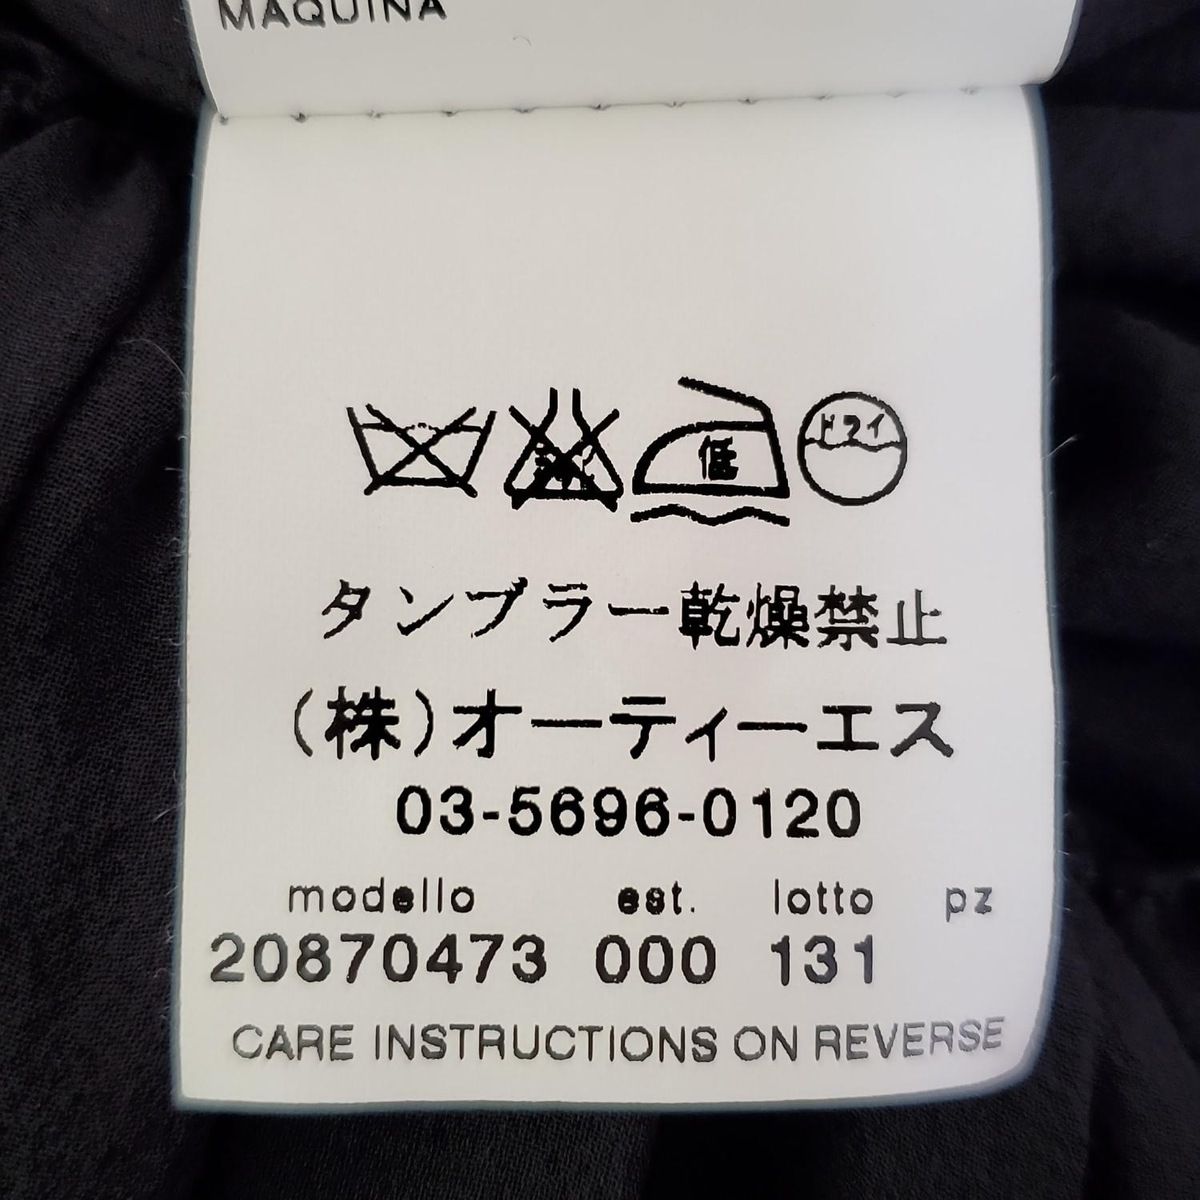 MAQUINA
低 ドライ
タンブラー乾燥禁止
(株)オーティーエス
03-5696-0120
modello est. lotto pz
20870473 000 131
CARE INSTRUCTIONS ON REVERSE